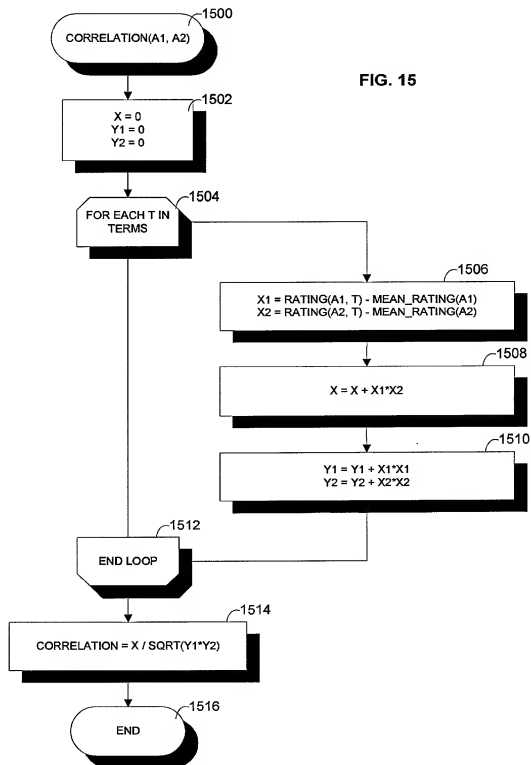 1500
CORRELATION(A1, A2)
FIG. 15
1502
X = 0
Y1 = 0
Y2 = 0
1504
FOR EACH T IN
TERMS
1506
X1 = RATING(A1, T) - MEAN_RATING(A1)
X2 = RATING(A2, T) - MEAN_RATING(A2)
1508
X = X + X1*X2
1510
Y1 = Y1 + X1*X1
Y2 = Y2 + X2*X2
1512
END LOOP
1514
CORRELATION = X / SQRT(Y1*Y2)
1516
END